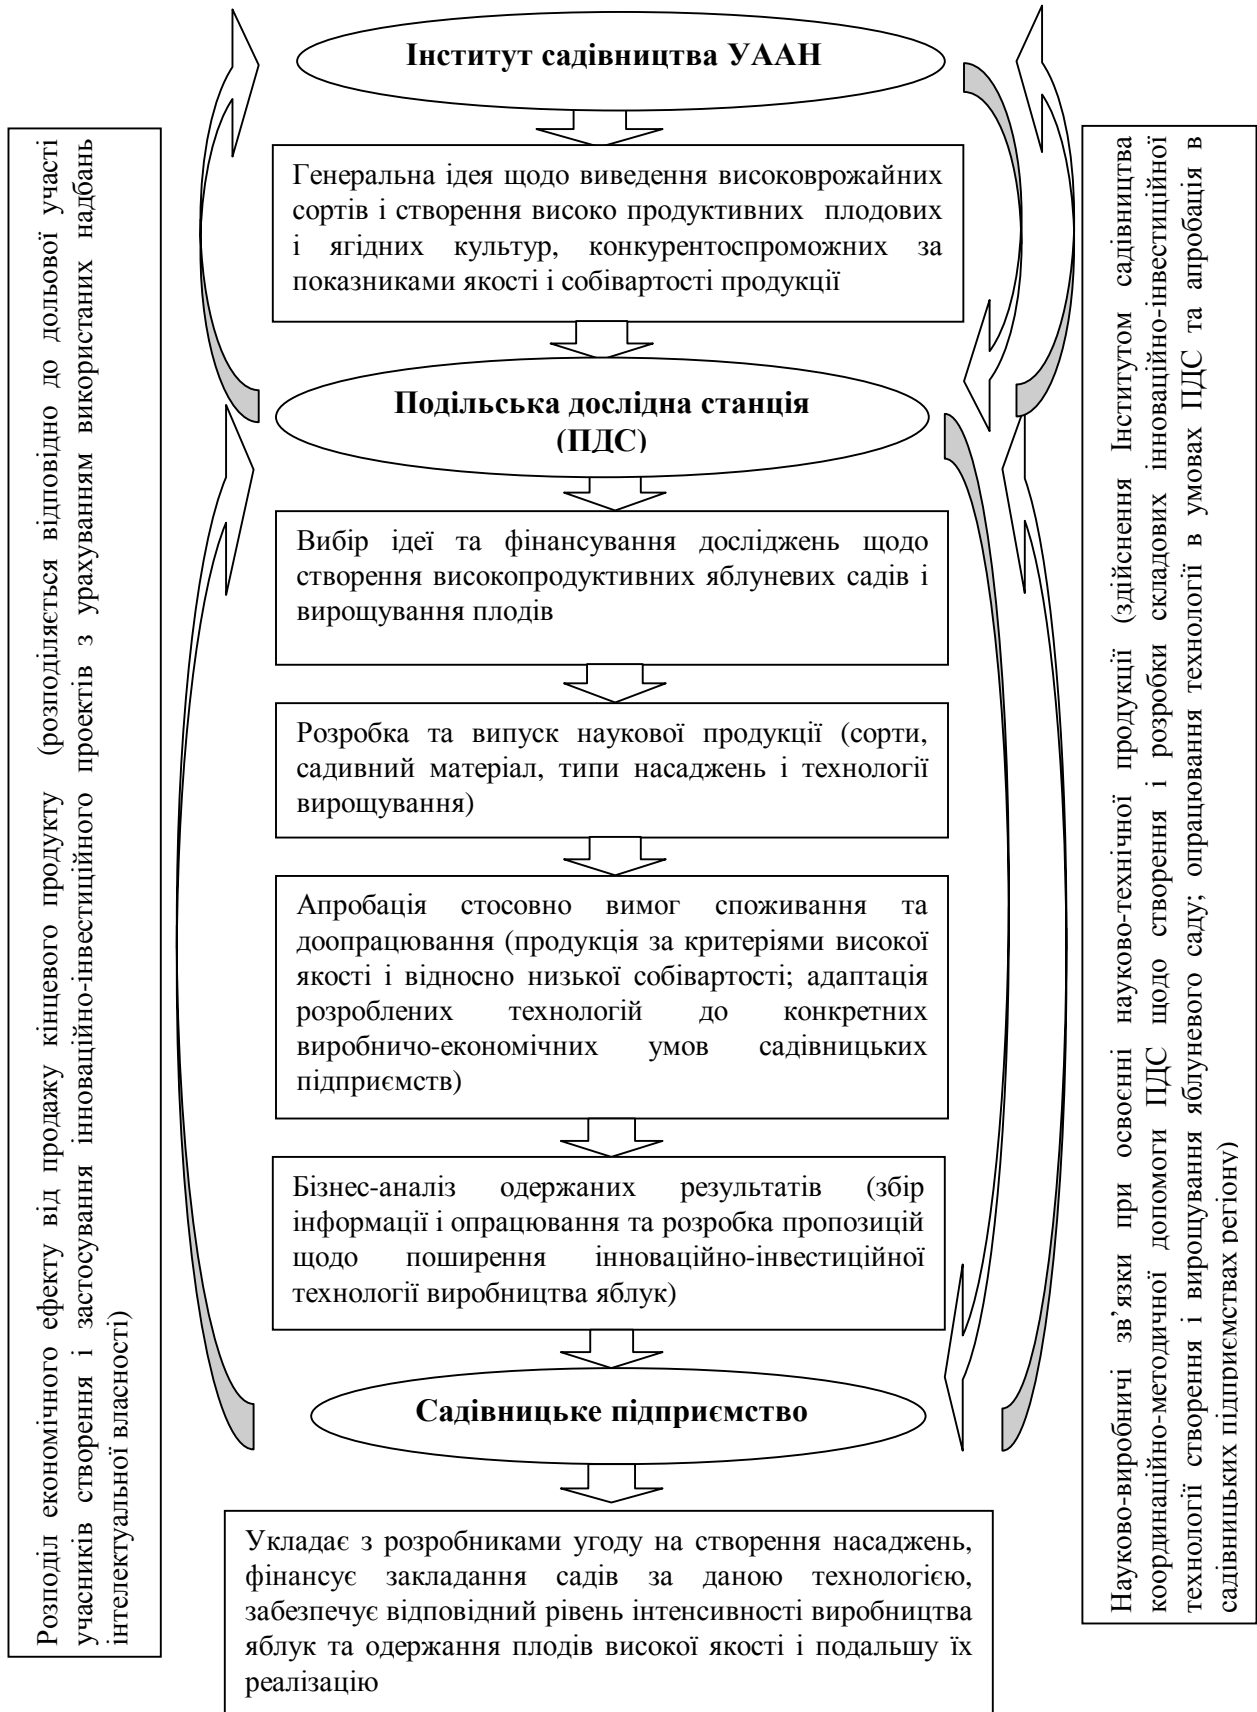 Інститут садівництва УААН
Генеральна ідея щодо виведення високоврожайних
сортів і створення високо продуктивних плодових
і ягідних культур, конкурентоспроможних за
показниками якості і собівартості продукції
Подільська дослідна станція
(ПДС)
Вибір ідеї та фінансування досліджень щодо
створення високопродуктивних яблуневих садів і
вирощування плодів
Розробка та випуск наукової продукції (сорти,
садивний матеріал, типи насаджень і технології
вирощування)
Апробація стосовно вимог споживання та
доопрацювання (продукція за критеріями високої
якості і відносно низької собівартості; адаптація
розроблених технологій до конкретних
виробничо-економічних умов садівницьких
підприємств)
Бізнес-аналіз одержаних результатів (збір
інформації і опрацювання та розробка пропозицій
щодо поширення інноваційно-інвестиційної
технології виробництва яблук)
Садівницьке підприємство
Укладає з розробниками угоду на створення насаджень,
фінансує закладання садів за даною технологією,
забезпечує відповідний рівень інтенсивності виробництва
яблук та одержання плодів високої якості і подальшу їх
реалізацію
Розподіл економічного ефекту від продажу кінцевого продукту (розподіляється відповідно до дольової участі
учасників створення і застосування інноваційно-інвестиційного проектів з урахуванням використаних надбань
інтелектуальної власності)
Науково-виробничі зв’язки при освоєнні науково-технічної продукції (здійснення Інститутом садівництва
координаційно-методичної допомоги ПДС щодо створення і розробки складових інноваційно-інвестиційної
технології створення і вирощування яблуневого саду; опрацювання технології в умовах ПДС та апробація в
садівницьких підприємствах регіону)